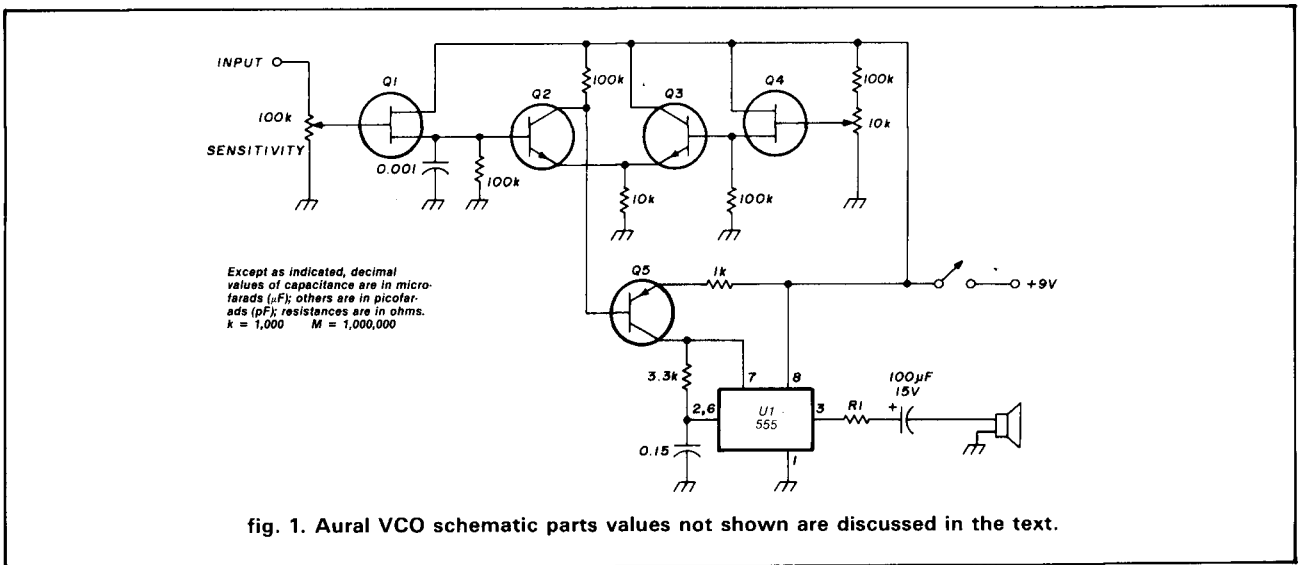 INPUT
Q1
100k
SENSITIVITY
0.001
100k
Q2
100k
Q3
10k
Q4
100k
100k
10k
Except as indicated, decimal
values of capacitance are in micro-
farads (μF); others are in picofar-
ads (pF); resistances are in ohms.
k = 1,000 M = 1,000,000
Q5
1k
+9V
3.3k
7
8
2,6
U1
555
3
R1
100μF
15V
+
0.15
1
fig. 1. Aural VCO schematic parts values not shown are discussed in the text.